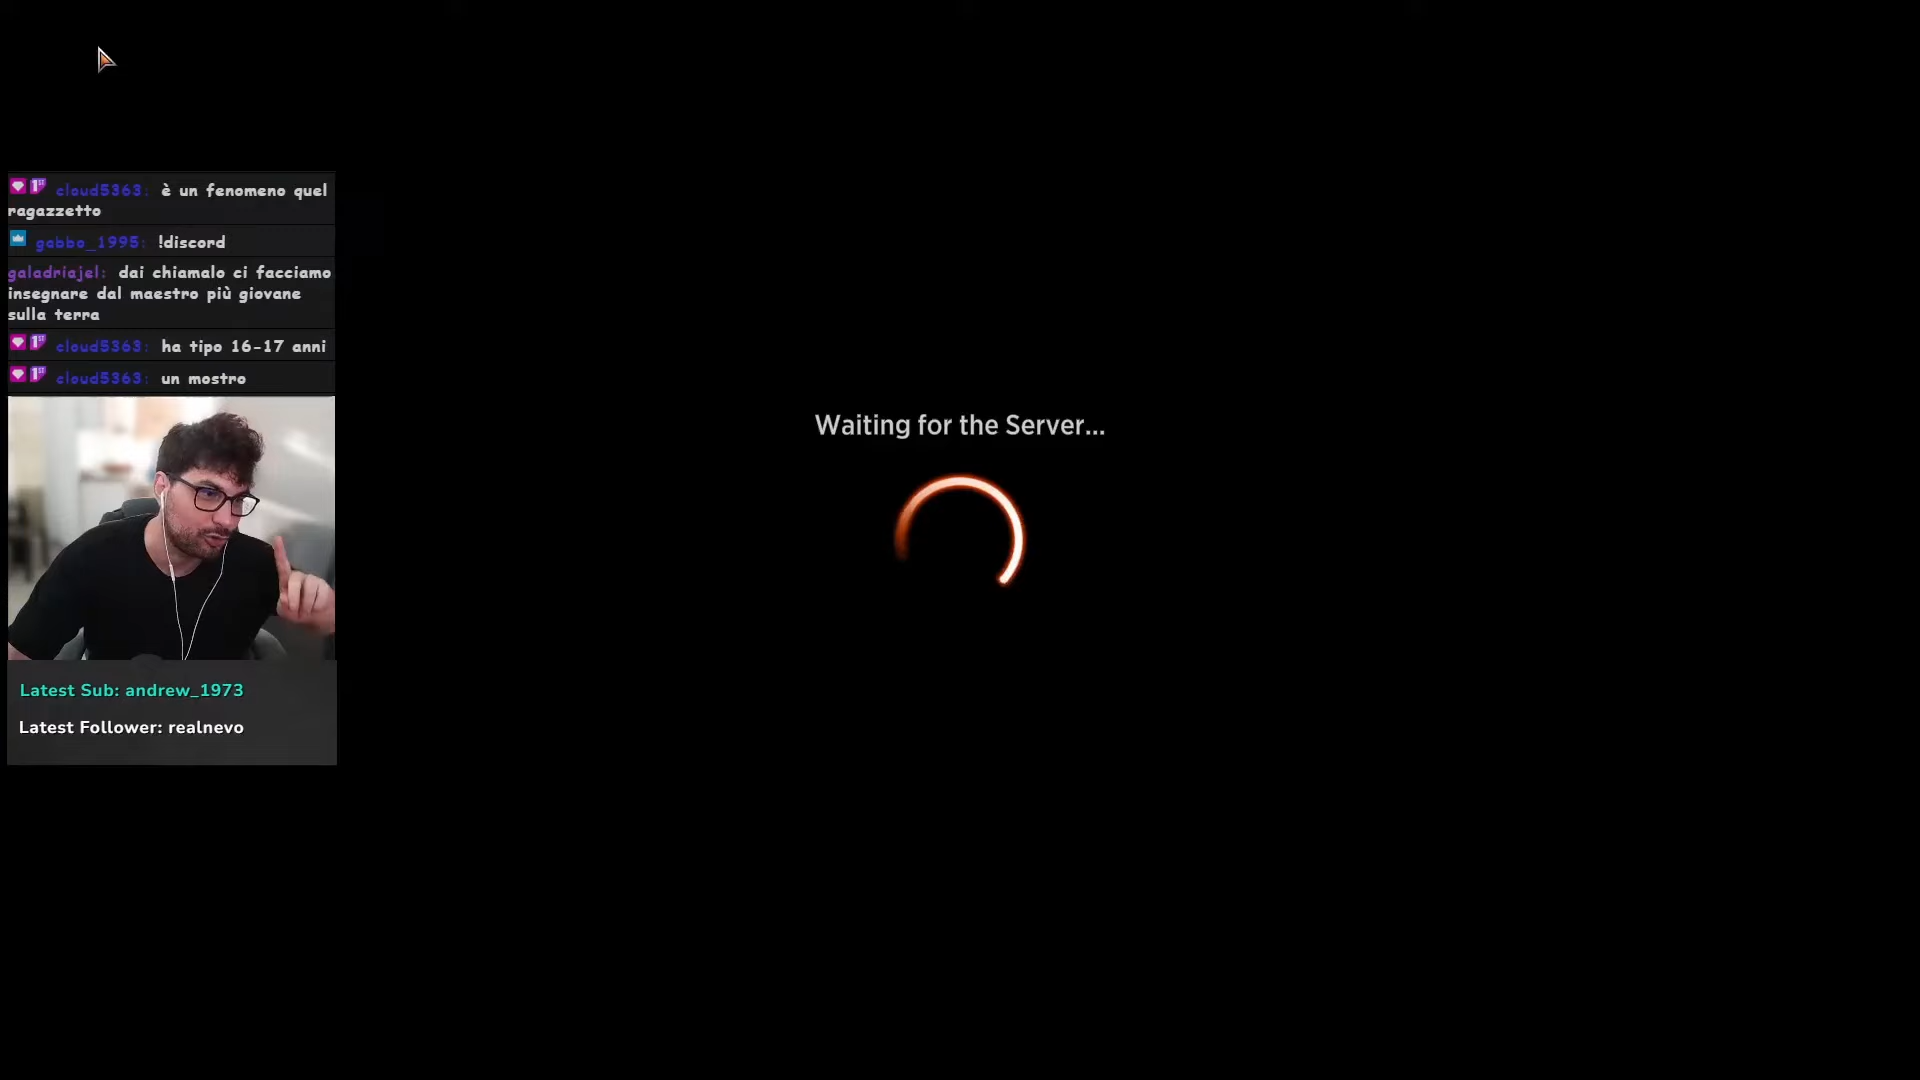 cloud5363: è un fenomeno quel
ragazzetto
gabbo_1995: !discord
galadriajel: dai chiamalo ci facciamo
insegnare dal maestro più giovane
sulla terra
cloud5363: ha tipo 16-17 anni
cloud5363: un mostro
Waiting for the Server...
Latest Sub: andrew_1973
Latest Follower: realnevo